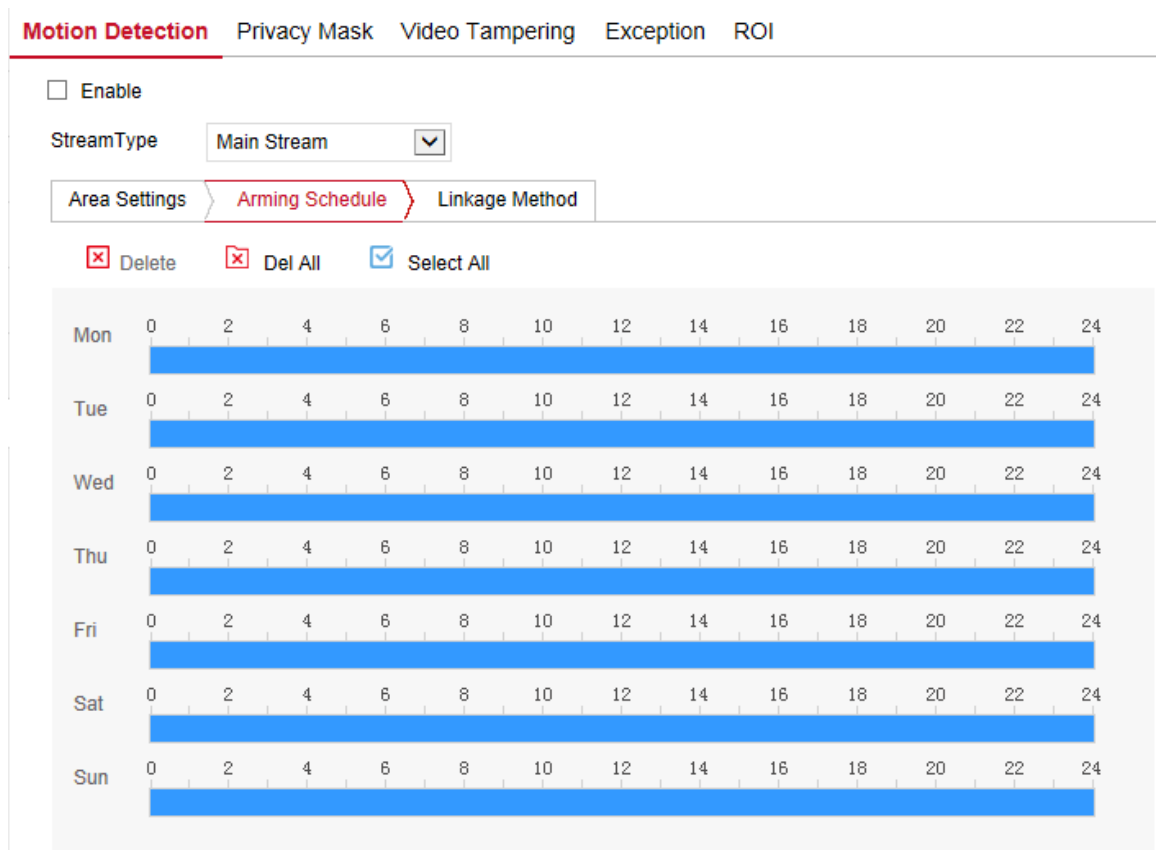 Motion Detection Privacy Mask Video Tampering Exception ROI
Enable
StreamType Main Stream
Area Settings Arming Schedule Linkage Method
Delete Del All Select All
Mon 0 2 4 6 8 10 12 14 16 18 20 22 24
Tue 0 2 4 6 8 10 12 14 16 18 20 22 24
Wed 0 2 4 6 8 10 12 14 16 18 20 22 24
Thu 0 2 4 6 8 10 12 14 16 18 20 22 24
Fri 0 2 4 6 8 10 12 14 16 18 20 22 24
Sat 0 2 4 6 8 10 12 14 16 18 20 22 24
Sun 0 2 4 6 8 10 12 14 16 18 20 22 24